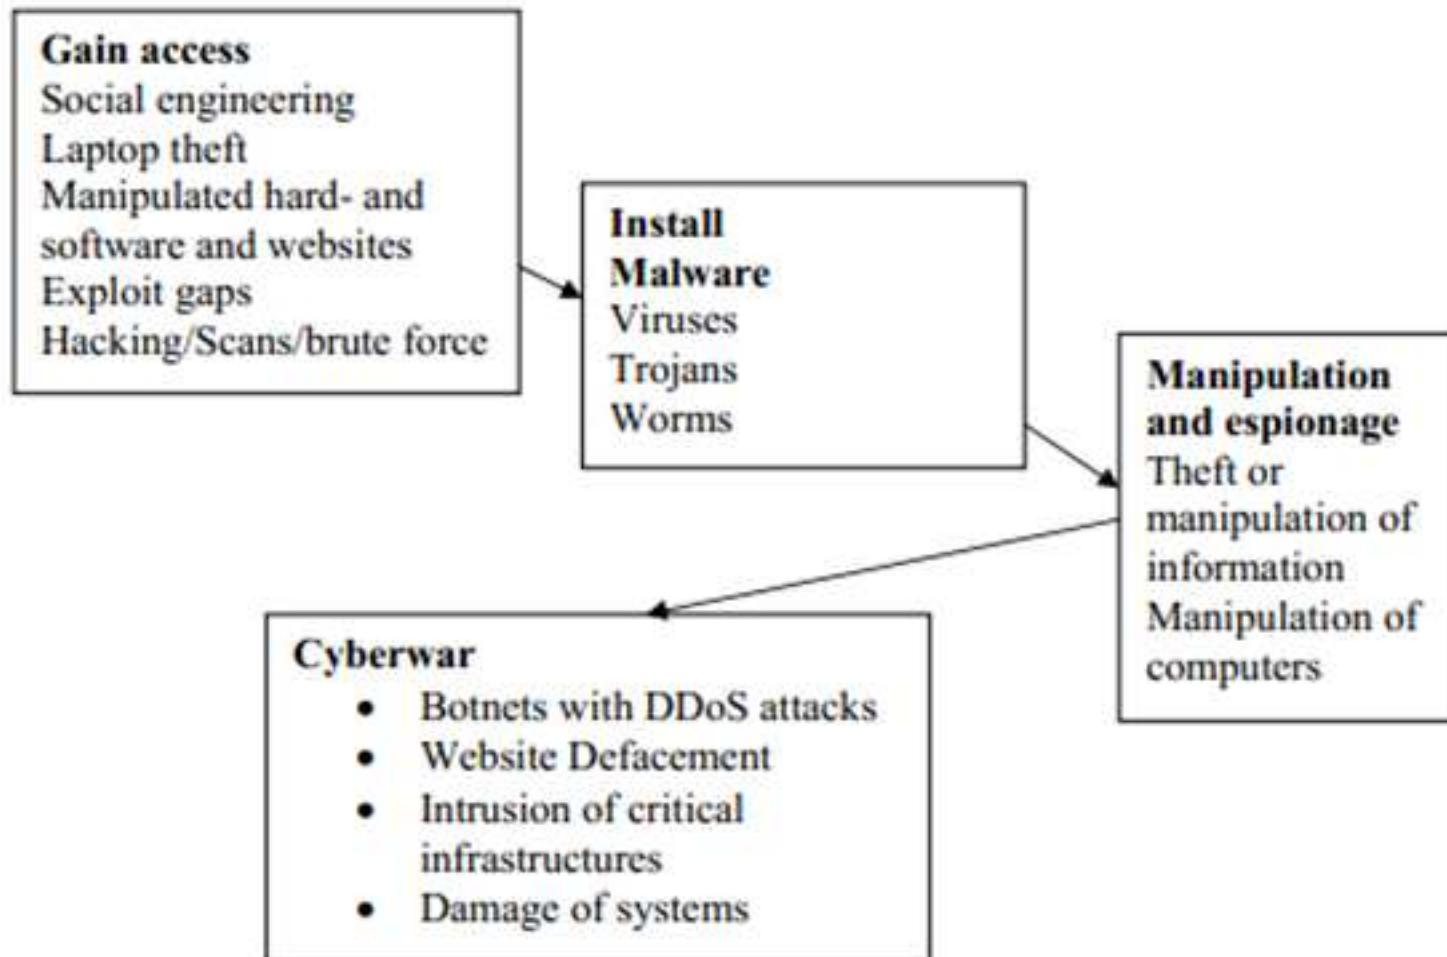 Gain access
Social engineering
Laptop theft
Manipulated hard- and
software and websites
Exploit gaps
Hacking/Scans/brute force
Install
Malware
Viruses
Trojans
Worms
Manipulation
and espionage
Theft or
manipulation of
information
Manipulation of
computers
Cyberwar
• Botnets with DDoS attacks
• Website Defacement
• Intrusion of critical
infrastructures
• Damage of systems